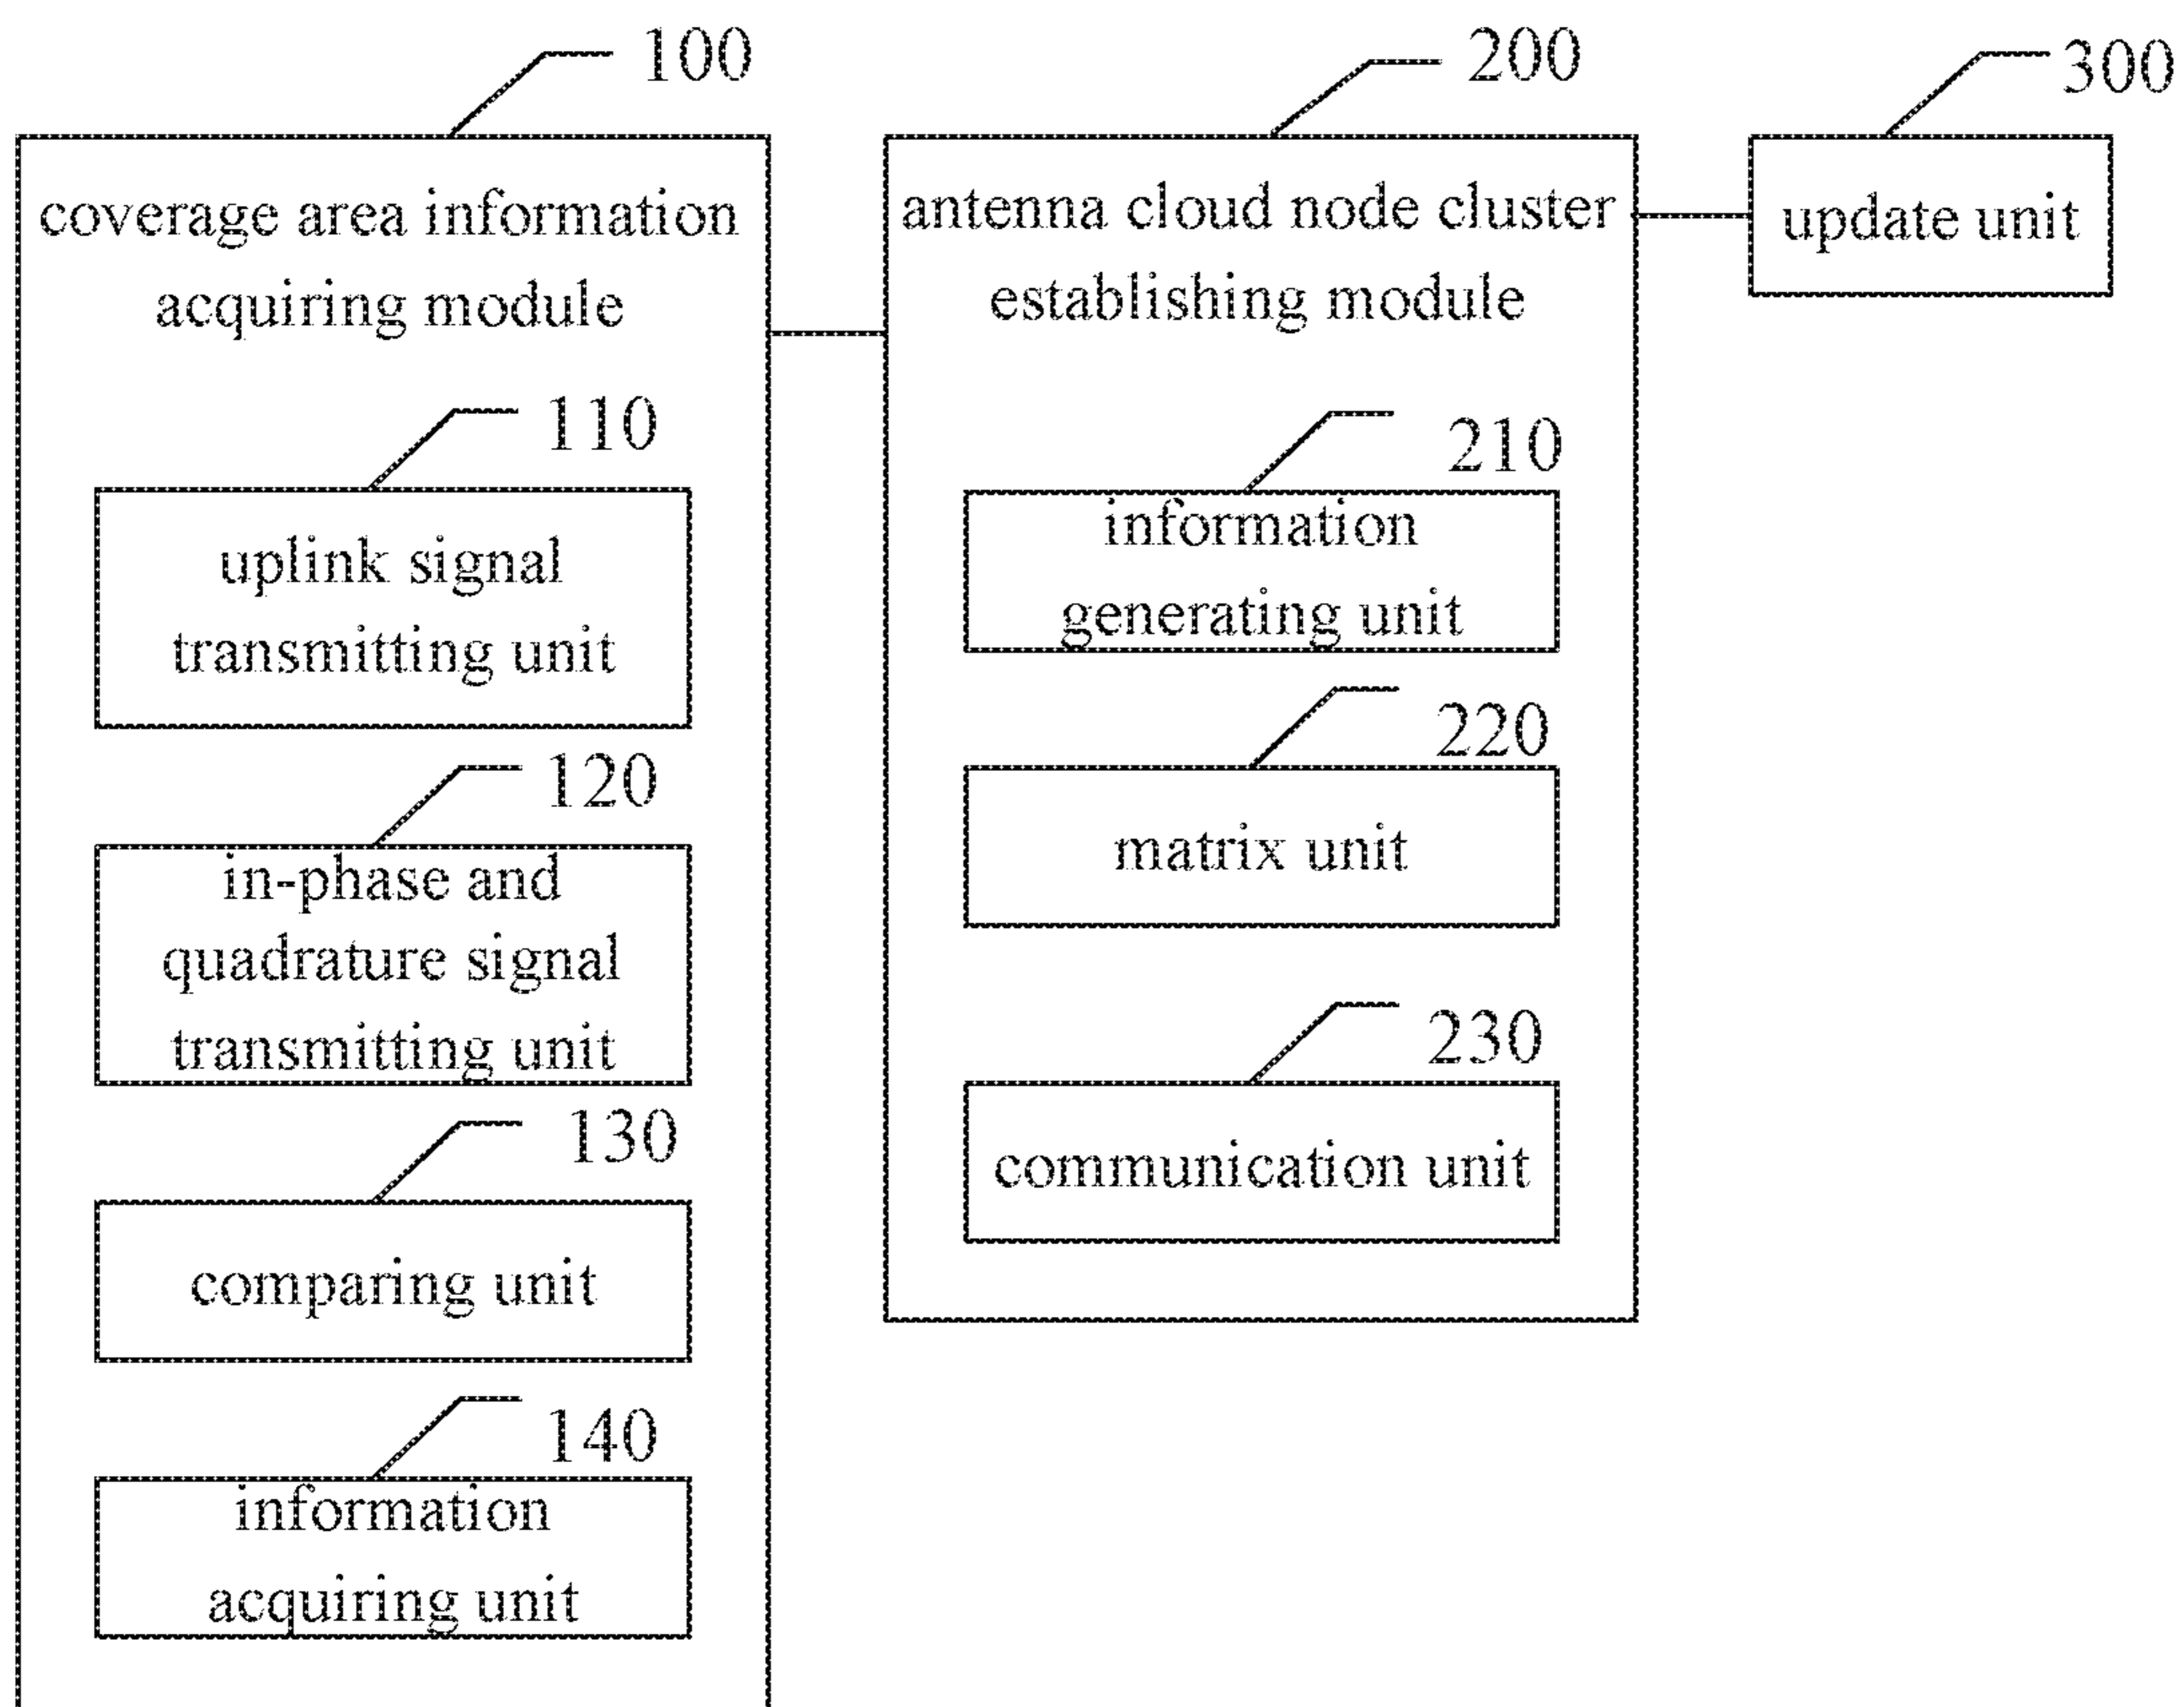 100
coverage area information
acquiring module
110
uplink signal
transmitting unit
120
in-phase and
quadrature signal
transmitting unit
130
comparing unit
140
information
acquiring unit
200
antenna cloud node cluster
establishing module
210
information
generating unit
220
matrix unit
230
communication unit
300
update unit